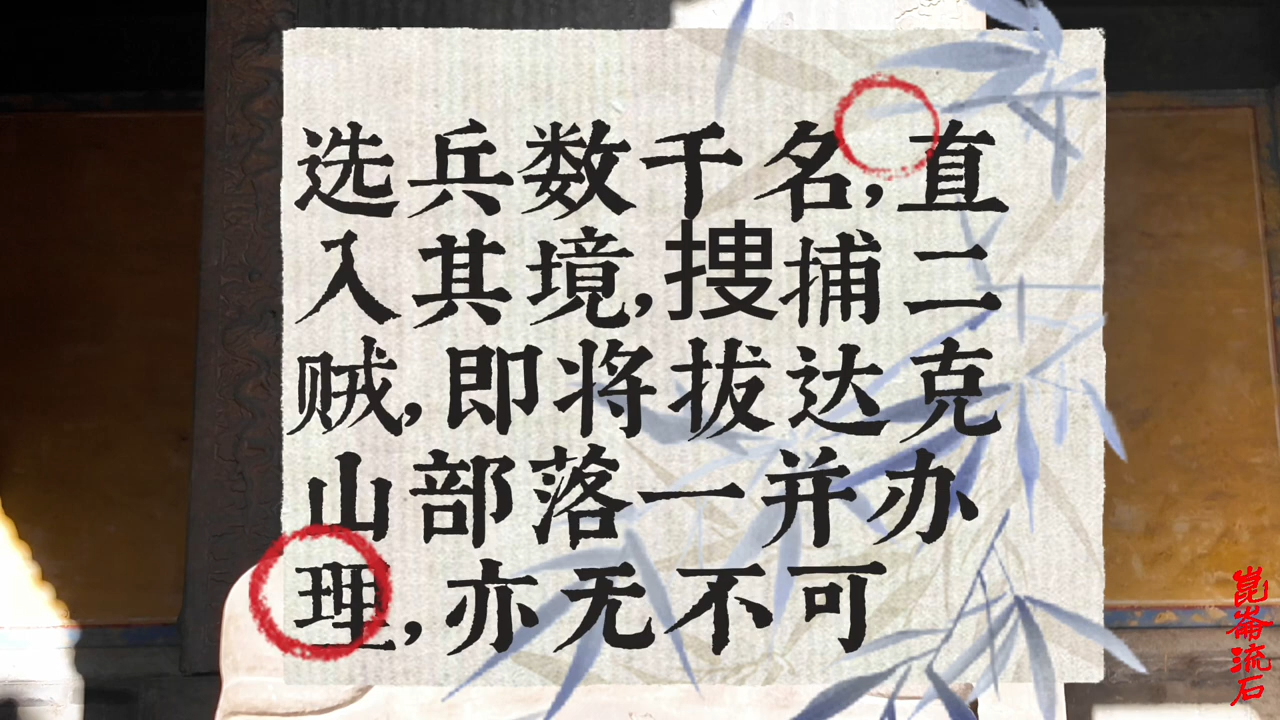 选兵数千名,直
入其境,搜捕二
贼,即将拔达克
山部落一并办
理,亦无不可
崑崙流石